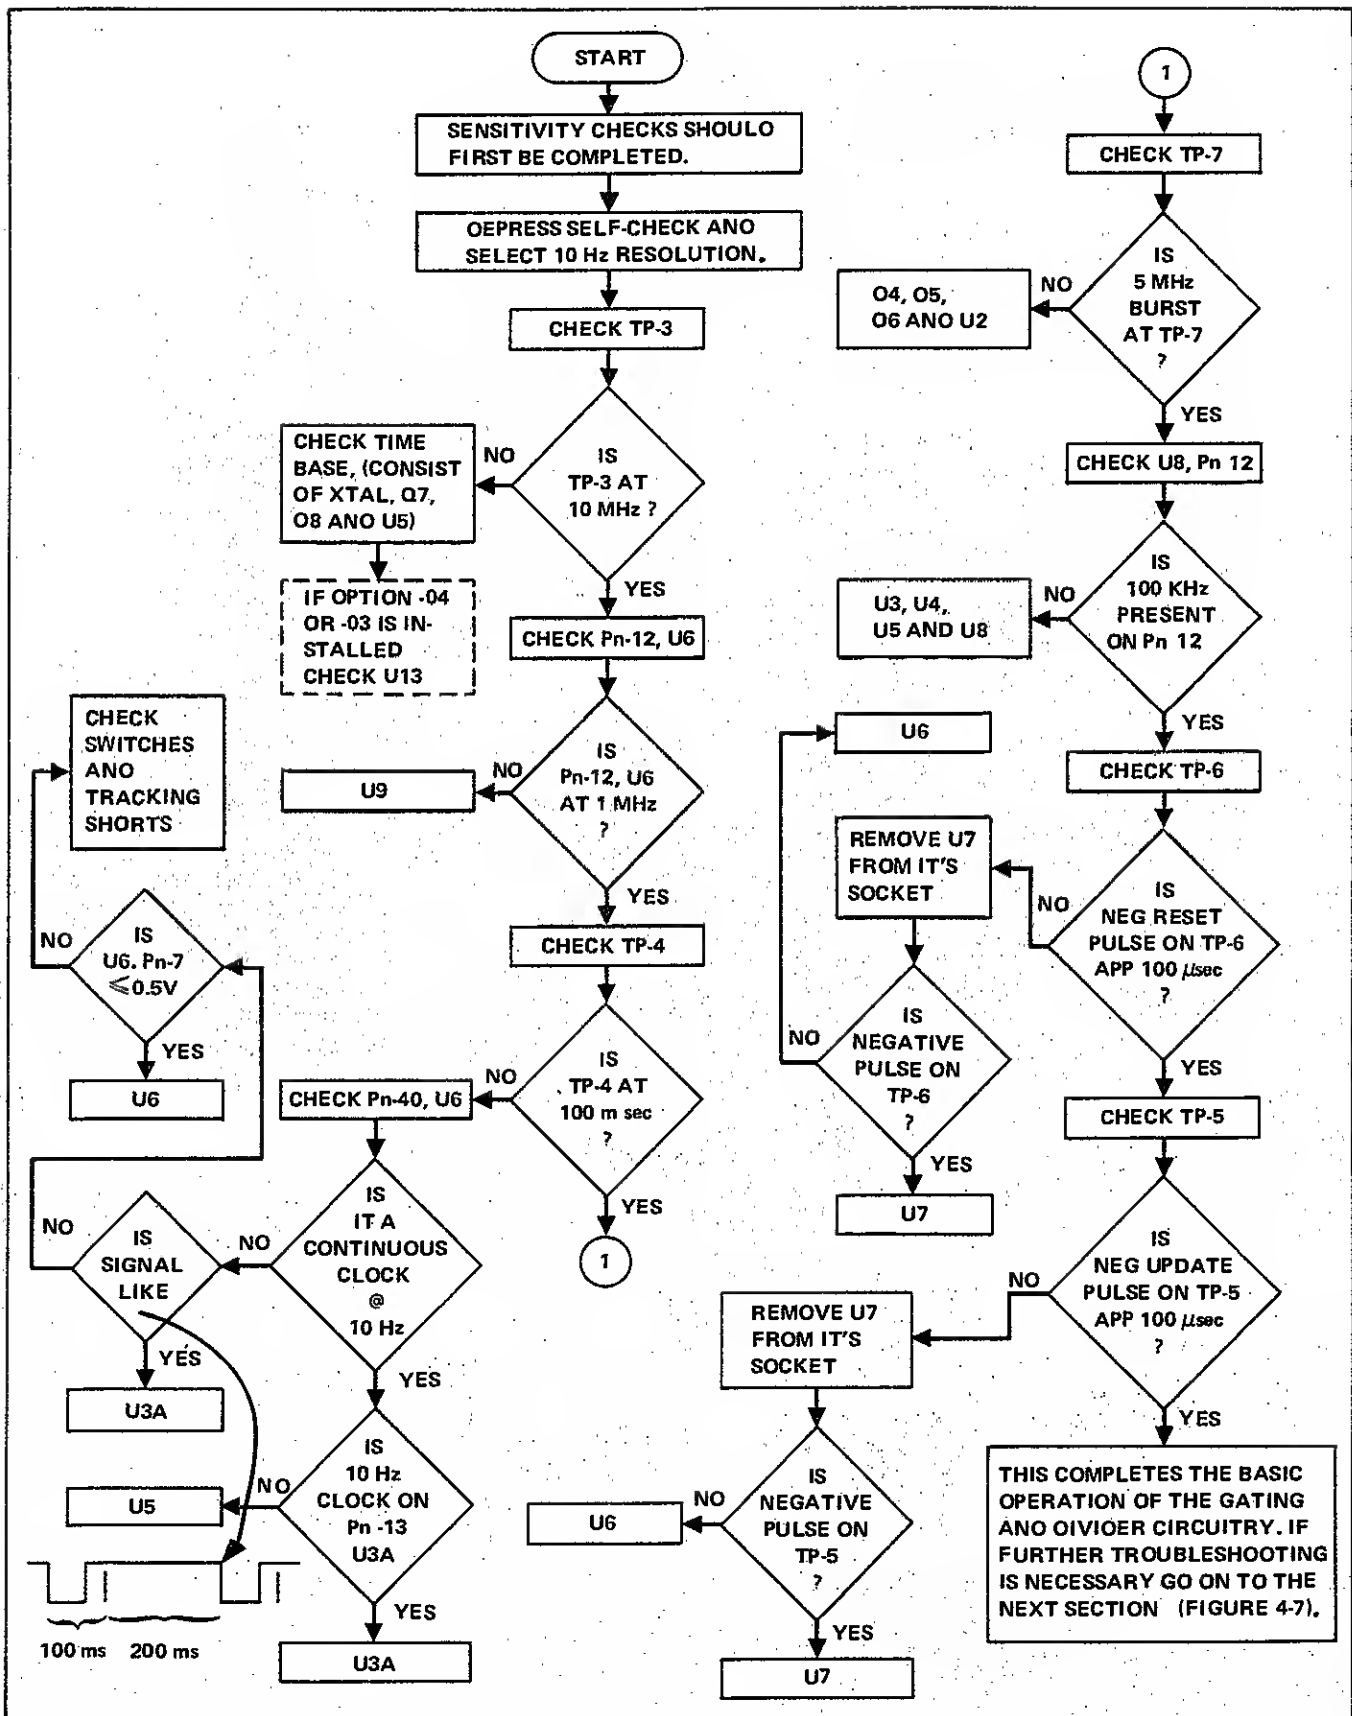 START
SENSITIVITY CHECKS SHOULD
FIRST BE COMPLETED.
OEPRESS SELF-CHECK ANO
SELECT 10 Hz RESOLUTION.
CHECK TP-3
IS
TP-3 AT
10 MHz ?
NO
CHECK TIME
BASE, (CONSIST
OF XTAL, Q7,
O8 ANO U5)
IF OPTION -04
OR -03 IS IN-
STALLED
CHECK U13
YES
CHECK Pn-12, U6
IS
Pn-12, U6
AT 1 MHz
?
NO
U9
YES
CHECK TP-4
IS
TP-4 AT
100 m sec
?
NO
CHECK Pn-40, U6
YES
1
IS
IT A
CONTINUOUS
CLOCK
@
10 Hz
NO
IS
SIGNAL
LIKE
NO
YES
U3A
CHECK
SWITCHES
ANO
TRACKING
SHORTS
NO
IS
U6. Pn-7
≤0.5V
YES
U6
YES
IS
10 Hz
CLOCK ON
Pn -13
U3A
NO
U5
YES
U3A
100 ms
200 ms
1
CHECK TP-7
IS
5 MHz
BURST
AT TP-7
?
NO
O4, O5,
O6 ANO U2
YES
CHECK U8, Pn 12
IS
100 KHz
PRESENT
ON Pn 12
NO
U3, U4,
U5 AND U8
YES
CHECK TP-6
IS
NEG RESET
PULSE ON TP-6
APP 100 μsec
?
NO
REMOVE U7
FROM IT'S
SOCKET
IS
NEGATIVE
PULSE ON
TP-6
?
NO
U6
YES
U7
YES
CHECK TP-5
IS
NEG UPDATE
PULSE ON TP-5
APP 100 μsec
?
NO
REMOVE U7
FROM IT'S
SOCKET
IS
NEGATIVE
PULSE ON
TP-5
?
NO
U6
YES
U7
YES
THIS COMPLETES THE BASIC
OPERATION OF THE GATING
ANO OIVIOER CIRCUITRY. IF
FURTHER TROUBLESHOOTING
IS NECESSARY GO ON TO THE
NEXT SECTION (FIGURE 4-7).